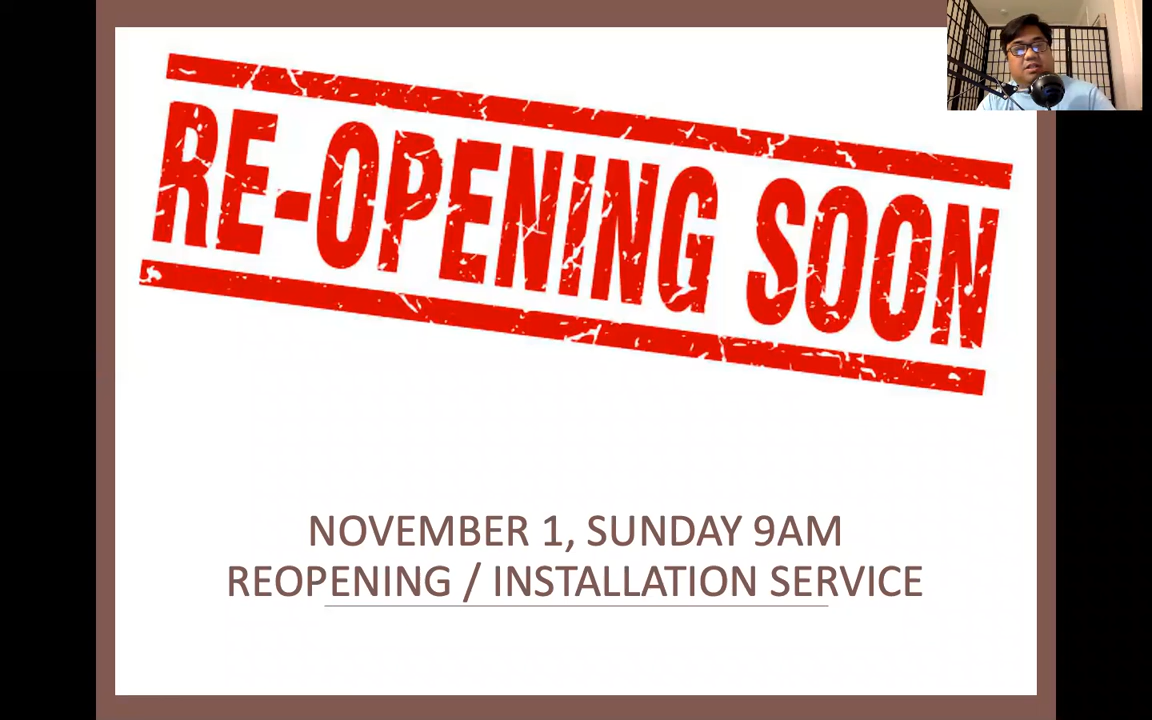 RE-OPENING SOON
NOVEMBER 1, SUNDAY 9AM
REOPENING / INSTALLATION SERVICE